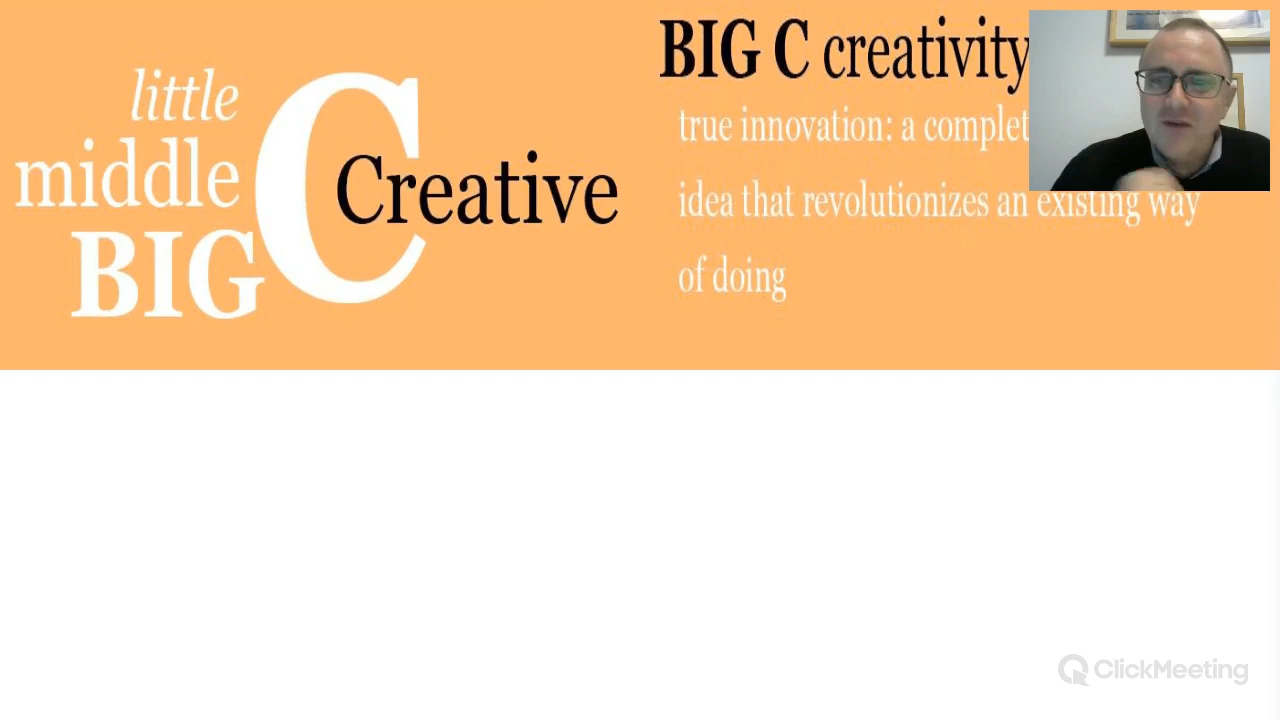 little
middle
BIG
C
Creative
BIG C creativity
true innovation: a complet
idea that revolutionizes an existing way
of doing
ClickMeeting